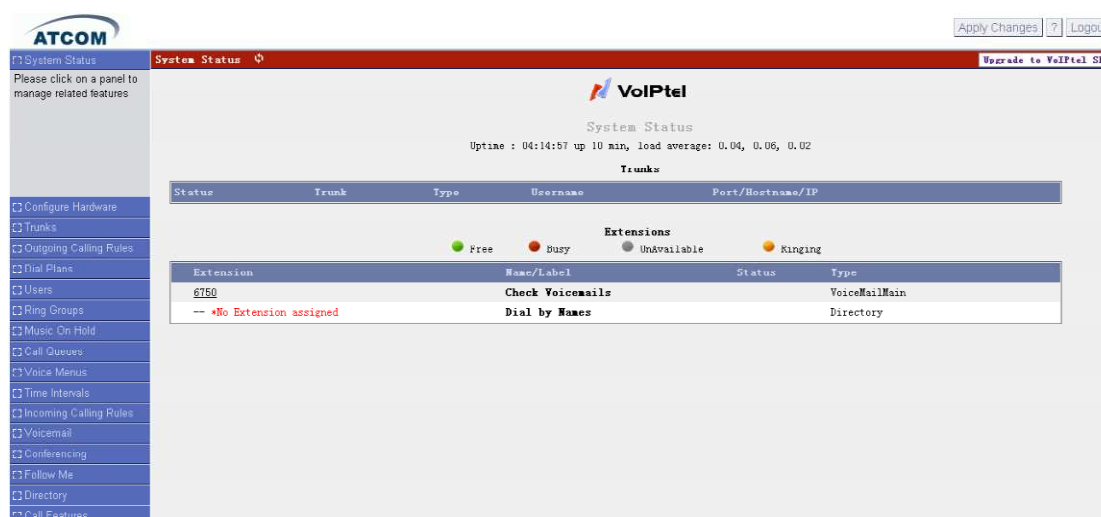 ATCOM
Apply Changes ? Logou
System Status
System Status
Upgrade to VoIPtel S
Please click on a panel to
manage related features
VoIPtel
System Status
Uptime : 04:14:57 up 10 min, load average: 0.04, 0.06, 0.02
Trunks
Status Trunk Type Username Port/Hostname/IP
Extensions
Free Busy UnAvailable Ringing
Extension Name/Label Status Type
6750 Check Voicemails VoiceMailMain
-- *No Extension assigned Dial by Names Directory
Configure Hardware
Trunks
Outgoing Calling Rules
Dial Plans
Users
Ring Groups
Music On Hold
Call Queues
Voice Menus
Time Intervals
Incoming Calling Rules
Voicemail
Conferencing
Follow Me
Directory
Call Features